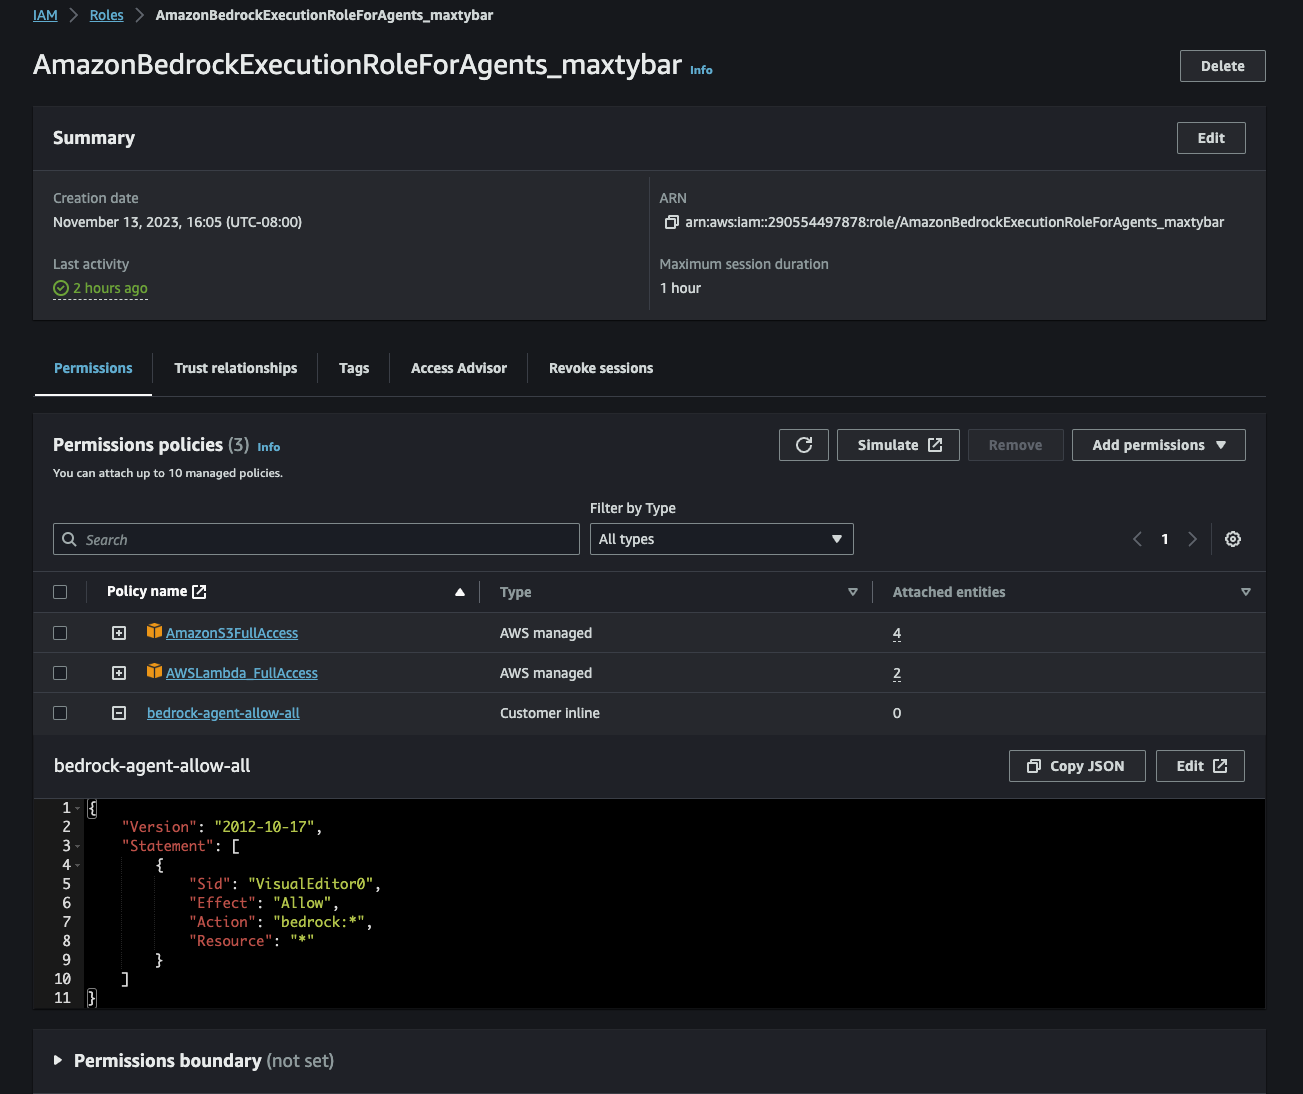 IAM > Roles > AmazonBedrockExecutionRoleForAgents_maxtybar
AmazonBedrockExecutionRoleForAgents_maxtybar Info
Delete
Summary
Edit
Creation date
November 13, 2023, 16:05 (UTC-08:00)
ARN
arn:aws:iam::290554497878:role/AmazonBedrockExecutionRoleForAgents_maxtybar
Last activity
2 hours ago
Maximum session duration
1 hour
Permissions
Trust relationships
Tags
Access Advisor
Revoke sessions
Permissions policies (3) Info
You can attach up to 10 managed policies.
Simulate
Remove
Add permissions
Filter by Type
Search
All types
1
Policy name
Type
Attached entities
AmazonS3FullAccess AWS managed 4
AWSLambda_FullAccess AWS managed 2
bedrock-agent-allow-all Customer inline 0
bedrock-agent-allow-all
Copy JSON
Edit
1 {
2 "Version": "2012-10-17",
3 "Statement": [
4 {
5 "Sid": "VisualEditor0",
6 "Effect": "Allow",
7 "Action": "bedrock:*",
8 "Resource": "*"
9 }
10 ]
11 }
Permissions boundary (not set)